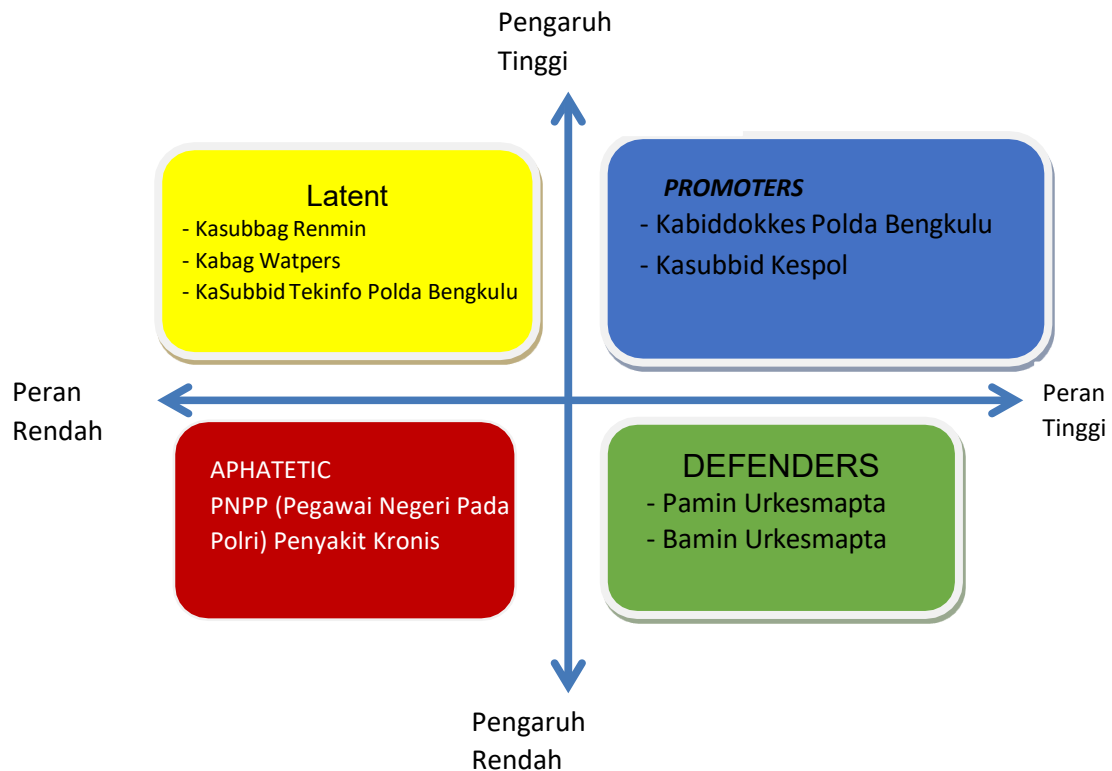 Pengaruh
Tinggi
Latent
- Kasubbag Renmin
- Kabag Watpers
- KaSubbid Tekinfo Polda Bengkulu
PROMOTERS
- Kabiddokkes Polda Bengkulu
- Kasubbid Kespol
Peran
Rendah
Peran
Tinggi
APHATETIC
PNPP (Pegawai Negeri Pada
Polri) Penyakit Kronis
DEFENDERS
- Pamin Urkesmapta
- Bamin Urkesmapta
Pengaruh
Rendah